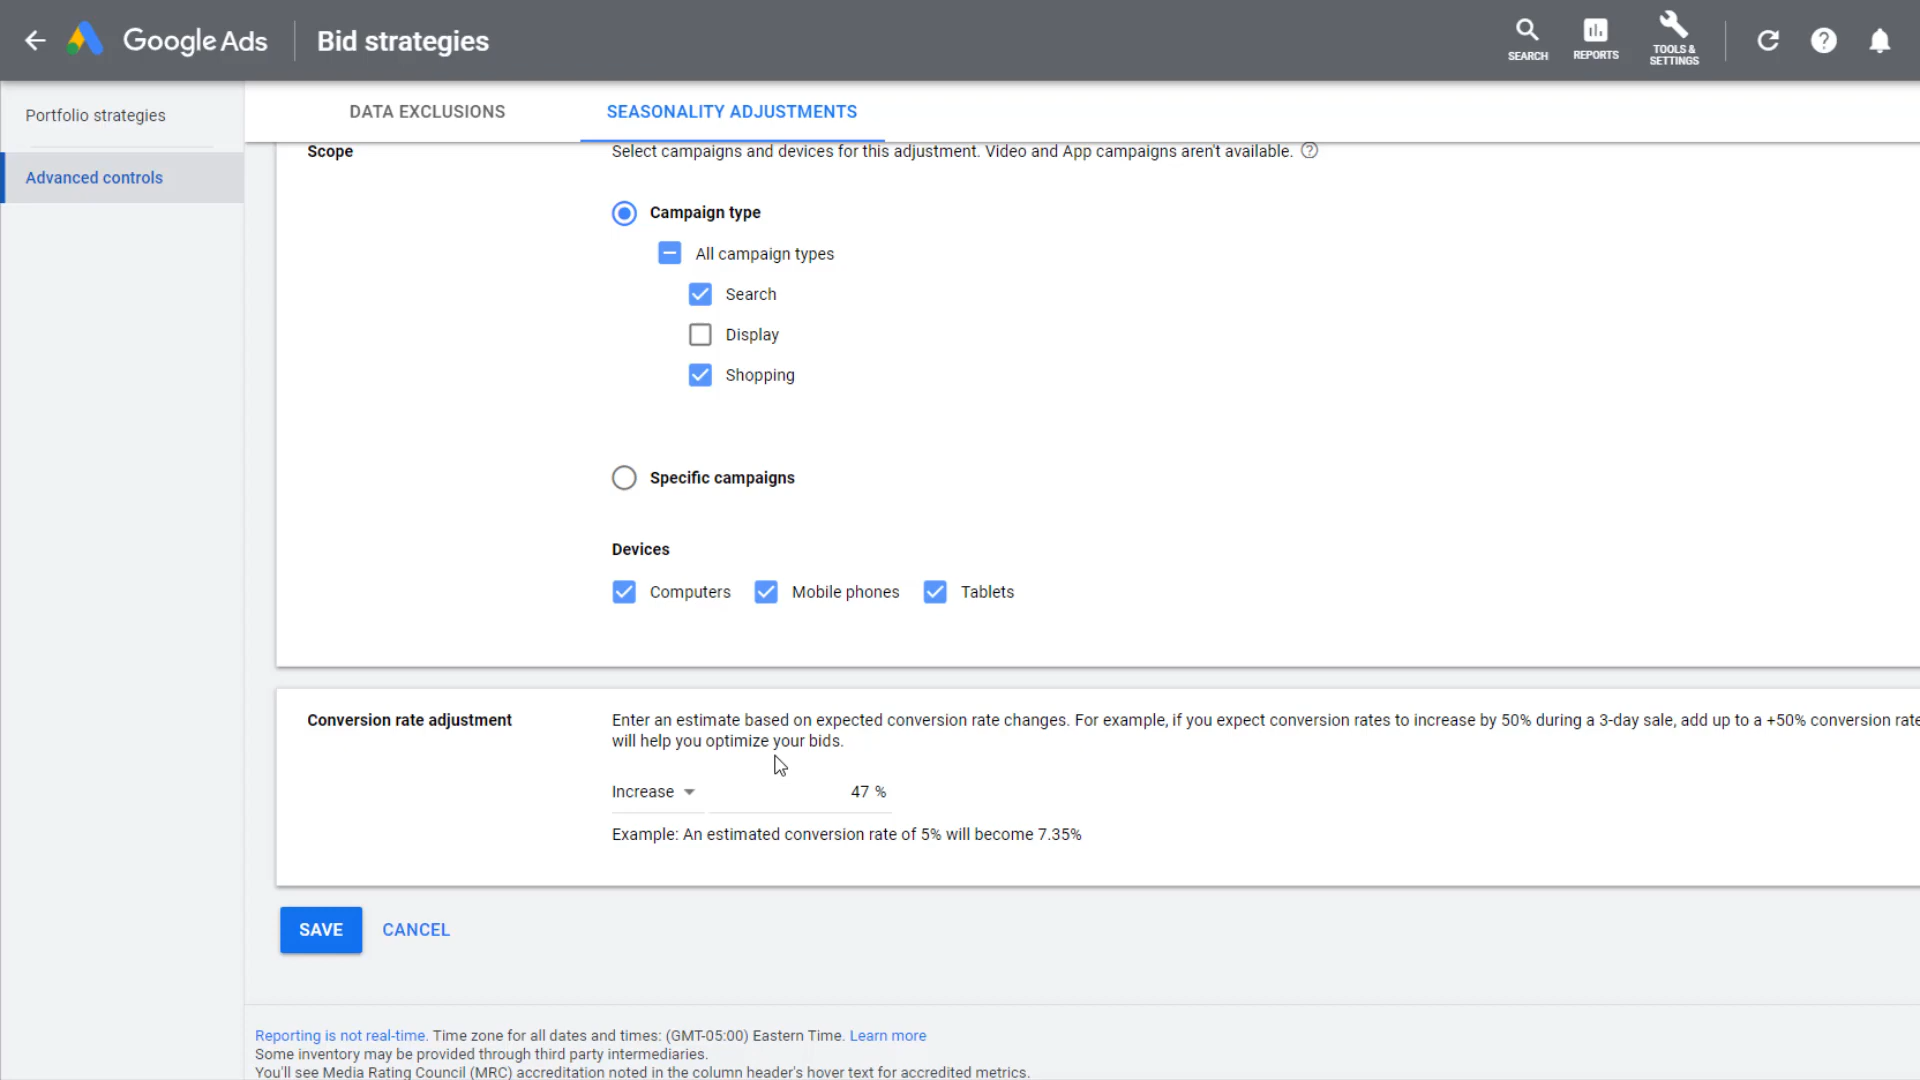 Google Ads
Bid strategies
SEARCH
REPORTS
TOOLS &
SETTINGS
Portfolio strategies
Advanced controls
DATA EXCLUSIONS
SEASONALITY ADJUSTMENTS
Scope
Select campaigns and devices for this adjustment. Video and App campaigns aren't available.
Campaign type
All campaign types
Search
Display
Shopping
Specific campaigns
Devices
Computers
Mobile phones
Tablets
Conversion rate adjustment
Enter an estimate based on expected conversion rate changes. For example, if you expect conversion rates to increase by 50% during a 3-day sale, add up to a +50% conversion rate
will help you optimize your bids.
Increase
47 %
Example: An estimated conversion rate of 5% will become 7.35%
SAVE
CANCEL
Reporting is not real-time. Time zone for all dates and times: (GMT-05:00) Eastern Time. Learn more
Some inventory may be provided through third party intermediaries.
You'll see Media Rating Council (MRC) accreditation noted in the column header's hover text for accredited metrics.